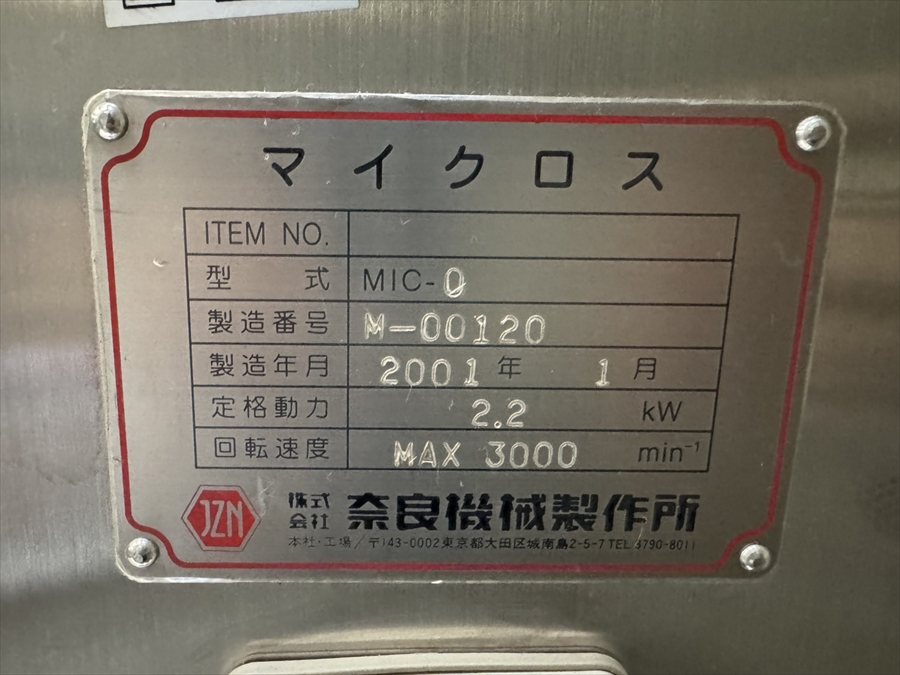 マイクロス
ITEM NO.
型式 MIC-0
製造番号 M-00120
製造年月 2001年 1月
定格動力 2.2 kW
回転速度 MAX 3000 min⁻¹
JZN 株式会社 奈良機械製作所
本社・工場/〒143-0002東京都大田区城南島2-5-7 TEL 3790-8011